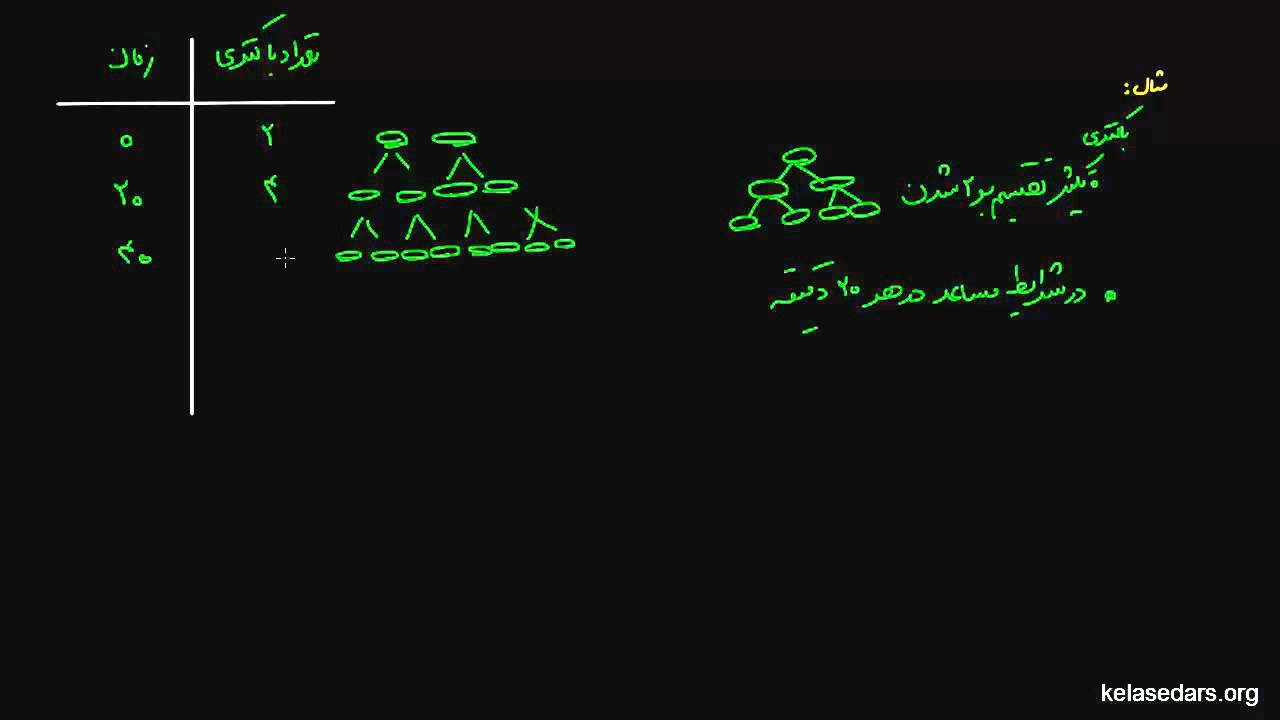 مثال:
باکتری
تکثیر تقسیم بر ۲ شدن
در شرایط مساعد در هر ۲۰ دقیقه
تعداد باکتری زمان
۲ ۰
۴ ۲۰
۴۰
kelasedars.org